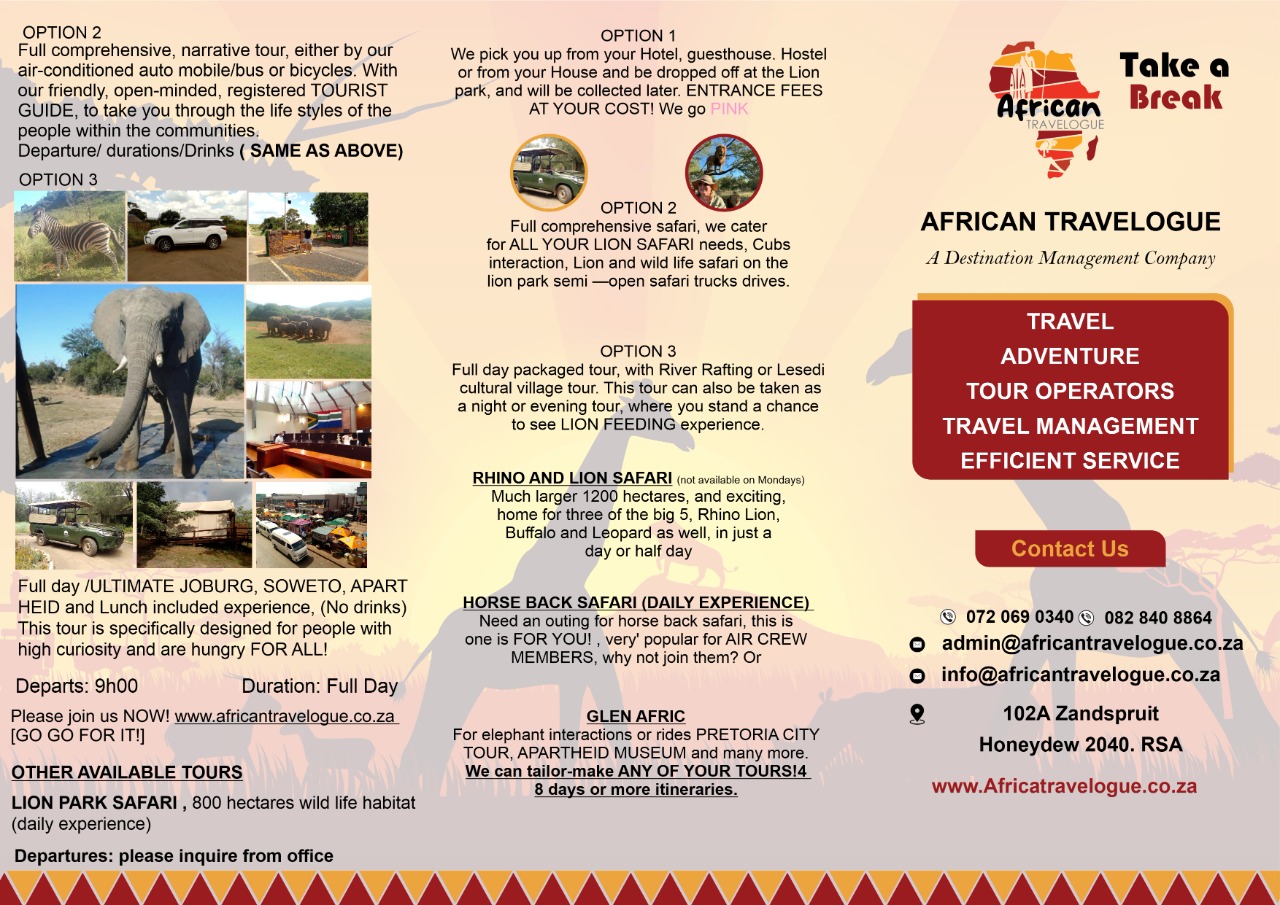 OPTION 2
Full comprehensive, narrative tour, either by our
air-conditioned auto mobile/bus or bicycles. With
our friendly, open-minded, registered TOURIST
GUIDE, to take you through the life styles of the
people within the communities.
Departure/ durations/Drinks ( SAME AS ABOVE)
OPTION 3
Full day /ULTIMATE JOBURG, SOWETO, APART
HEID and Lunch included experience, (No drinks)
This tour is specifically designed for people with
high curiosity and are hungry FOR ALL!
Departs: 9h00 Duration: Full Day
Please join us NOW! www.africantravelogue.co.za
[GO GO FOR IT!]
OTHER AVAILABLE TOURS
LION PARK SAFARI , 800 hectares wild life habitat
(daily experience)
Departures: please inquire from office
OPTION 1
We pick you up from your Hotel, guesthouse. Hostel
or from your House and be dropped off at the Lion
park, and will be collected later. ENTRANCE FEES
AT YOUR COST! We go PINK
OPTION 2
Full comprehensive safari, we cater
for ALL YOUR LION SAFARI needs, Cubs
interaction, Lion and wild life safari on the
lion park semi —open safari trucks drives.
OPTION 3
Full day packaged tour, with River Rafting or Lesedi
cultural village tour. This tour can also be taken as
a night or evening tour, where you stand a chance
to see LION FEEDING experience.
RHINO AND LION SAFARI (not available on Mondays)
Much larger 1200 hectares, and exciting,
home for three of the big 5, Rhino Lion,
Buffalo and Leopard as well, in just a
day or half day
HORSE BACK SAFARI (DAILY EXPERIENCE)
Need an outing for horse back safari, this is
one is FOR YOU! , very' popular for AIR CREW
MEMBERS, why not join them? Or
GLEN AFRIC
For elephant interactions or rides PRETORIA CITY
TOUR, APARTHEID MUSEUM and many more.
We can tailor-make ANY OF YOUR TOURS!4
8 days or more itineraries.
African
TRAVELOGUE
Take a
Break
AFRICAN TRAVELOGUE
A Destination Management Company
TRAVEL
ADVENTURE
TOUR OPERATORS
TRAVEL MANAGEMENT
EFFICIENT SERVICE
Contact Us
072 069 0340 082 840 8864
admin@africantravelogue.co.za
info@africantravelogue.co.za
102A Zandspruit
Honeydew 2040. RSA
www.Africatravelogue.co.za